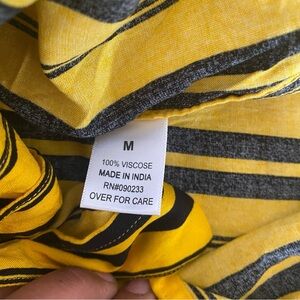 M
100% VISCOSE
MADE IN INDIA
RN#090233
OVER FOR CARE